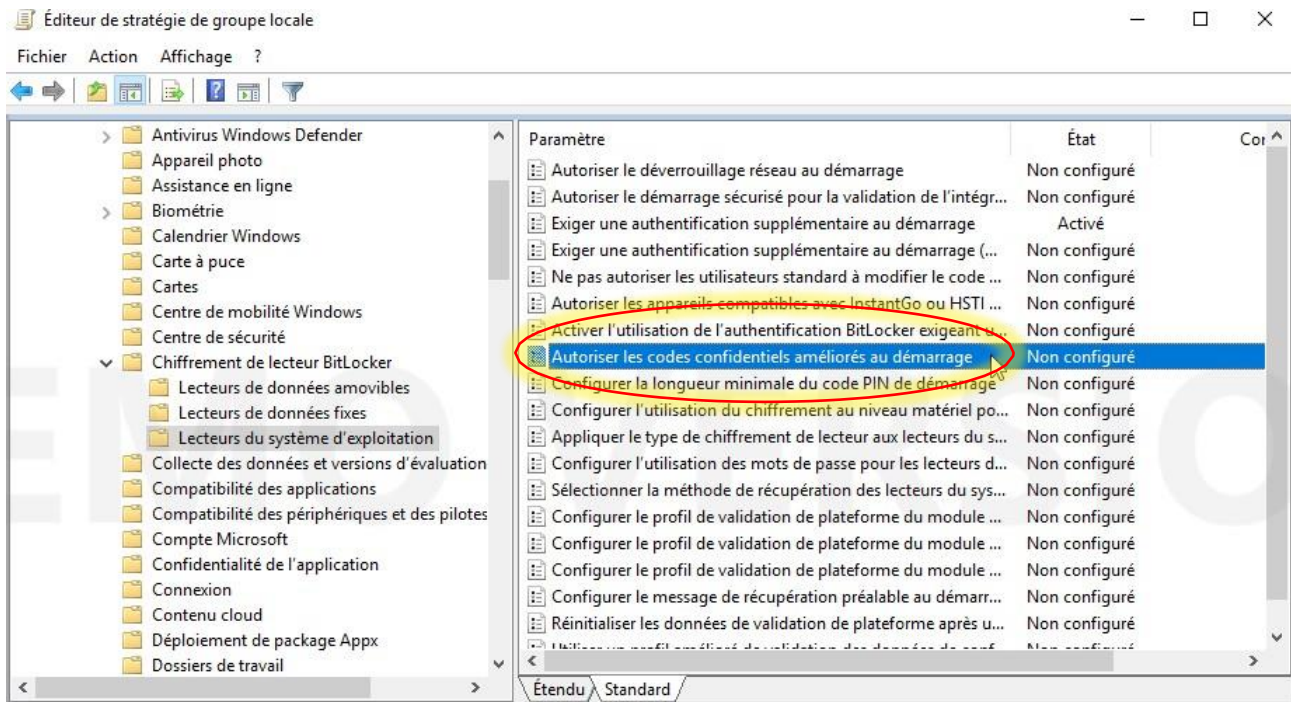 Éditeur de stratégie de groupe locale
Fichier Action Affichage ?
Antivirus Windows Defender
Appareil photo
Assistance en ligne
Biométrie
Calendrier Windows
Carte à puce
Cartes
Centre de mobilité Windows
Centre de sécurité
Chiffrement de lecteur BitLocker
Lecteurs de données amovibles
Lecteurs de données fixes
Lecteurs du système d'exploitation
Collecte des données et versions d'évaluation
Compatibilité des applications
Compatibilité des périphériques et des pilotes
Compte Microsoft
Confidentialité de l'application
Connexion
Contenu cloud
Déploiement de package Appx
Dossiers de travail
Paramètre État Cor
Autoriser le déverrouillage réseau au démarrage Non configuré
Autoriser le démarrage sécurisé pour la validation de l'intégr... Non configuré
Exiger une authentification supplémentaire au démarrage Activé
Exiger une authentification supplémentaire au démarrage (... Non configuré
Ne pas autoriser les utilisateurs standard à modifier le code ... Non configuré
Autoriser les appareils compatibles avec InstantGo ou HSTI ... Non configuré
Activer l'utilisation de l'authentification BitLocker exigeant u... Non configuré
Autoriser les codes confidentiels améliorés au démarrage Non configuré
Configurer la longueur minimale du code PIN de démarrage Non configuré
Configurer l'utilisation du chiffrement au niveau matériel po... Non configuré
Appliquer le type de chiffrement de lecteur aux lecteurs du s... Non configuré
Configurer l'utilisation des mots de passe pour les lecteurs d... Non configuré
Sélectionner la méthode de récupération des lecteurs du sys... Non configuré
Configurer le profil de validation de plateforme du module ... Non configuré
Configurer le profil de validation de plateforme du module ... Non configuré
Configurer le profil de validation de plateforme du module ... Non configuré
Configurer le message de récupération préalable au démarr... Non configuré
Réinitialiser les données de validation de plateforme après u... Non configuré
Étendu Standard